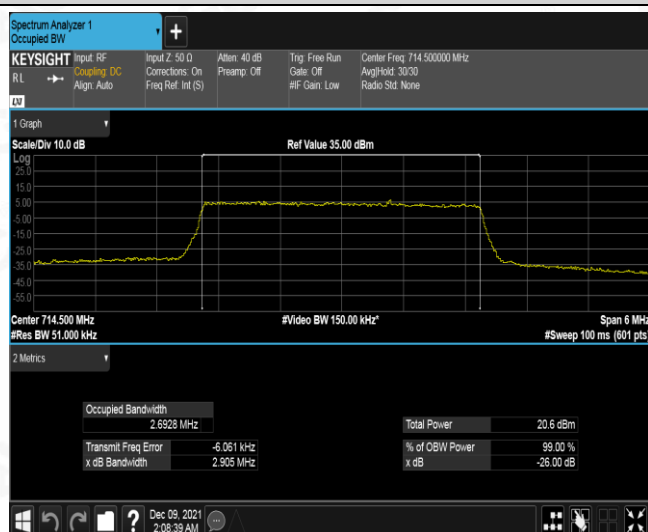 Spectrum Analyzer 1
Occupied BW
+
KEYSIGHT
RL
Input: RF
Coupling: DC
Align: Auto
Input Z: 50 Ω
Corrections: On
Freq Ref: Int (S)
Atten: 40 dB
Preamp: Off
Trig: Free Run
Gate: Off
#IF Gain: Low
Center Freq: 714.500000 MHz
Avg|Hold: 30/30
Radio Std: None
LXI
1 Graph
Scale/Div 10.0 dB
Ref Value 35.00 dBm
Log
25.0
15.0
5.00
-5.00
-15.0
-25.0
-35.0
-45.0
-55.0
Center 714.500 MHz
#Video BW 150.00 kHz*
Span 6 MHz
#Res BW 51.000 kHz
#Sweep 100 ms (601 pts)
2 Metrics
Occupied Bandwidth
2.6928 MHz
Total Power 20.6 dBm
Transmit Freq Error -6.061 kHz
% of OBW Power 99.00 %
x dB Bandwidth 2.905 MHz
x dB -26.00 dB
?
Dec 09, 2021
2:08:39 AM